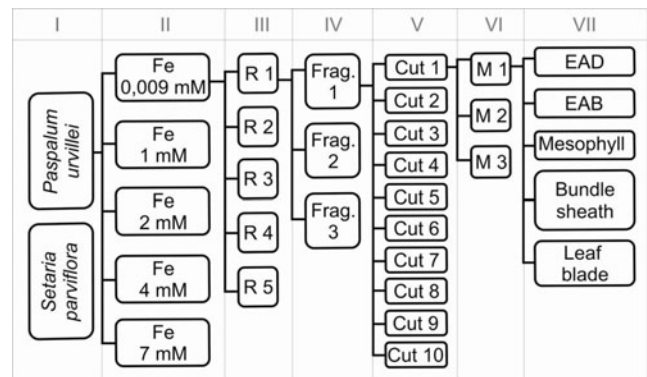 I II III IV V VI VII
Paspalum
urvillei
Setaria
parviflora
Fe
0,009 mM
Fe
1 mM
Fe
2 mM
Fe
4 mM
Fe
7 mM
R 1
R 2
R 3
R 4
R 5
Frag.
1
Frag.
2
Frag.
3
Cut 1
Cut 2
Cut 3
Cut 4
Cut 5
Cut 6
Cut 7
Cut 8
Cut 9
Cut 10
M 1
M 2
M 3
EAD
EAB
Mesophyll
Bundle
sheath
Leaf
blade